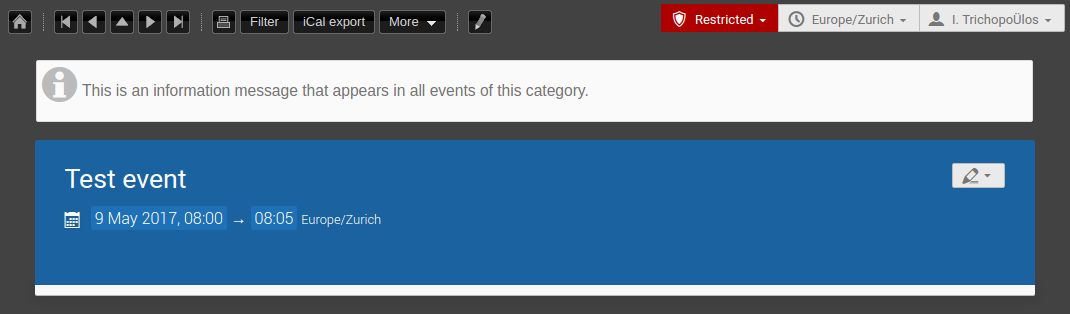 Filter iCal export More Restricted Europe/Zurich I. TrichopoÜlos
This is an information message that appears in all events of this category.
Test event
9 May 2017, 08:00 → 08:05 Europe/Zurich